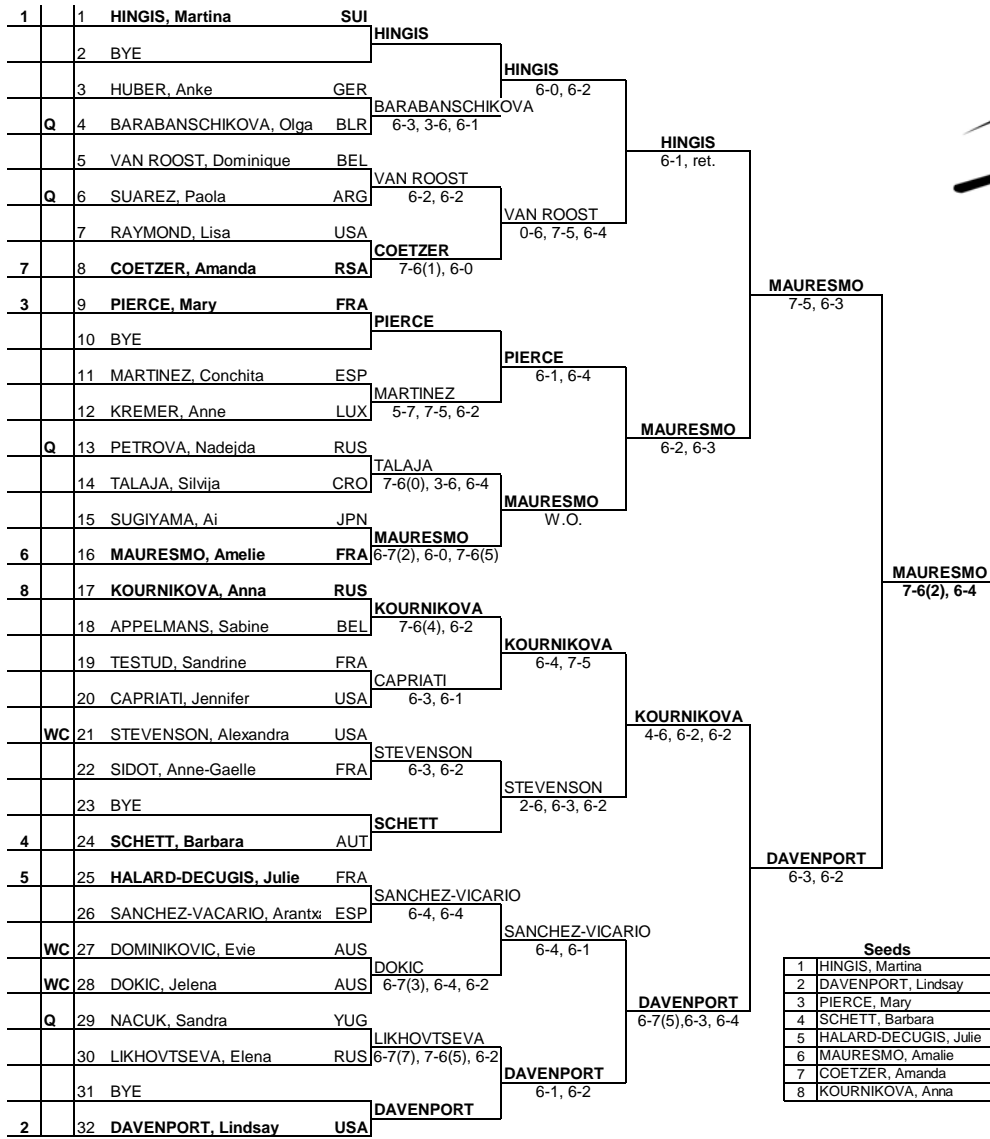 1 1 HINGIS, Martina SUI
HINGIS
2 BYE
HINGIS
6-0, 6-2
3 HUBER, Anke GER
BARABANSCHIKOVA
6-3, 3-6, 6-1
Q 4 BARABANSCHIKOVA, Olga BLR
HINGIS
6-1, ret.
5 VAN ROOST, Dominique BEL
VAN ROOST
6-2, 6-2
Q 6 SUAREZ, Paola ARG
VAN ROOST
0-6, 7-5, 6-4
7 RAYMOND, Lisa USA
COETZER
7-6(1), 6-0
7 8 COETZER, Amanda RSA
MAURESMO
7-5, 6-3
3 9 PIERCE, Mary FRA
PIERCE
10 BYE
PIERCE
6-1, 6-4
11 MARTINEZ, Conchita ESP
MARTINEZ
5-7, 7-5, 6-2
12 KREMER, Anne LUX
MAURESMO
6-2, 6-3
Q 13 PETROVA, Nadejda RUS
TALAJA
7-6(0), 3-6, 6-4
14 TALAJA, Silvija CRO
MAURESMO
W.O.
15 SUGIYAMA, Ai JPN
MAURESMO
6-7(2), 6-0, 7-6(5)
6 16 MAURESMO, Amelie FRA
MAURESMO
7-6(2), 6-4
8 17 KOURNIKOVA, Anna RUS
KOURNIKOVA
7-6(4), 6-2
18 APPELMANS, Sabine BEL
KOURNIKOVA
6-4, 7-5
19 TESTUD, Sandrine FRA
CAPRIATI
6-3, 6-1
20 CAPRIATI, Jennifer USA
KOURNIKOVA
4-6, 6-2, 6-2
WC 21 STEVENSON, Alexandra USA
STEVENSON
6-3, 6-2
22 SIDOT, Anne-Gaelle FRA
STEVENSON
2-6, 6-3, 6-2
23 BYE
SCHETT
4 24 SCHETT, Barbara AUT
DAVENPORT
6-3, 6-2
5 25 HALARD-DECUGIS, Julie FRA
SANCHEZ-VICARIO
6-4, 6-4
26 SANCHEZ-VACARIO, Arantxa ESP
SANCHEZ-VICARIO
6-4, 6-1
WC 27 DOMINIKOVIC, Evie AUS
DOKIC
6-7(3), 6-4, 6-2
WC 28 DOKIC, Jelena AUS
DAVENPORT
6-7(5),6-3, 6-4
Q 29 NACUK, Sandra YUG
LIKHOVTSEVA
6-7(7), 7-6(5), 6-2
30 LIKHOVTSEVA, Elena RUS
DAVENPORT
6-1, 6-2
31 BYE
DAVENPORT
2 32 DAVENPORT, Lindsay USA
Seeds
1 HINGIS, Martina
2 DAVENPORT, Lindsay
3 PIERCE, Mary
4 SCHETT, Barbara
5 HALARD-DECUGIS, Julie
6 MAURESMO, Amalie
7 COETZER, Amanda
8 KOURNIKOVA, Anna